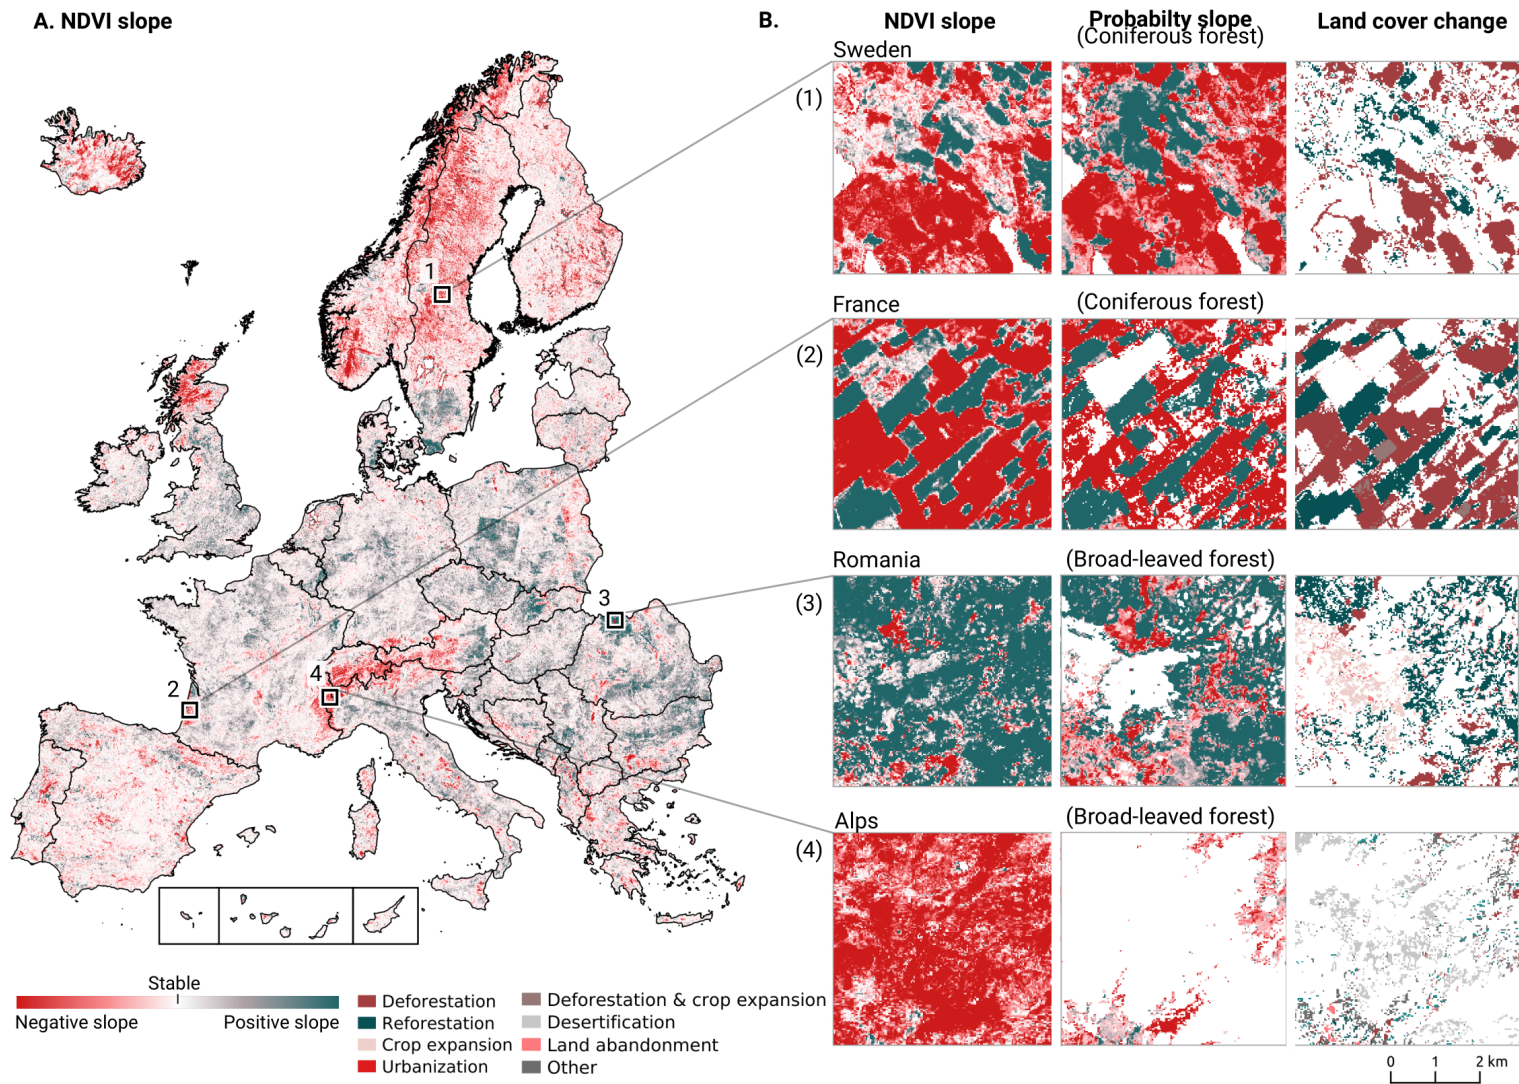 A. NDVI slope
B.
NDVI slope
Probabilty slope
Land cover change
(Coniferous forest)
Sweden
(1)
France
(Coniferous forest)
(2)
Romania
(Broad-leaved forest)
(3)
Alps
(Broad-leaved forest)
(4)
1
2
3
4
Stable
Negative slope
Positive slope
Deforestation
Reforestation
Crop expansion
Urbanization
Deforestation & crop expansion
Desertification
Land abandonment
Other
0 1 2 km